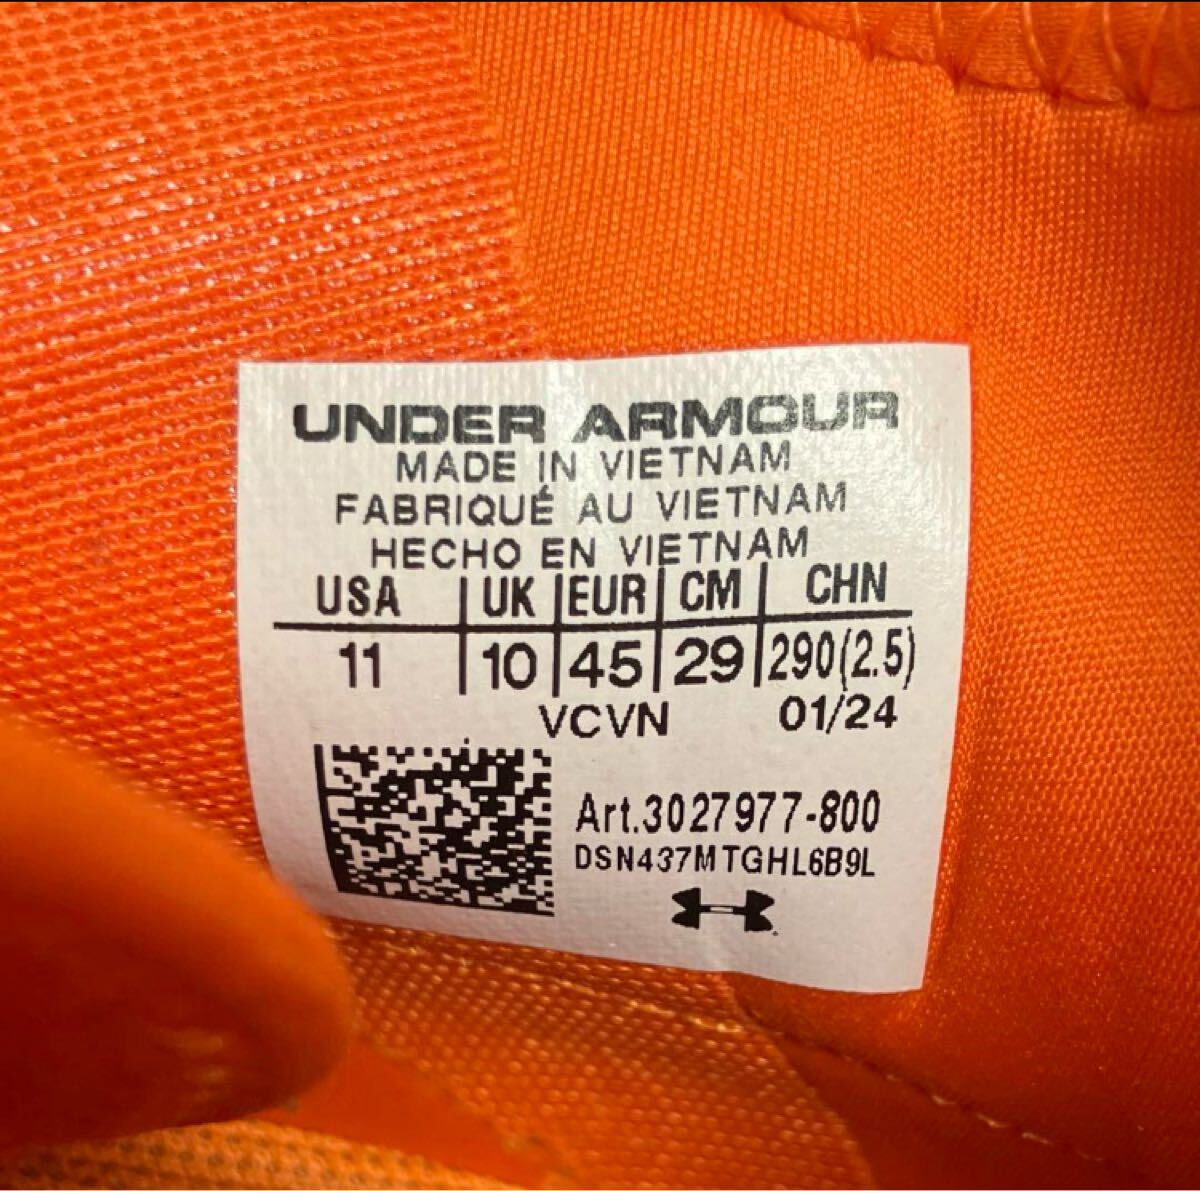 UNDER ARMOUR
MADE IN VIETNAM
FABRIQUÉ AU VIETNAM
HECHO EN VIETNAM
USA UK EUR CM CHN
11 10 45 29 290(2.5)
VCVN 01/24
Art.3027977-800
DSN437MTGHL6B9L